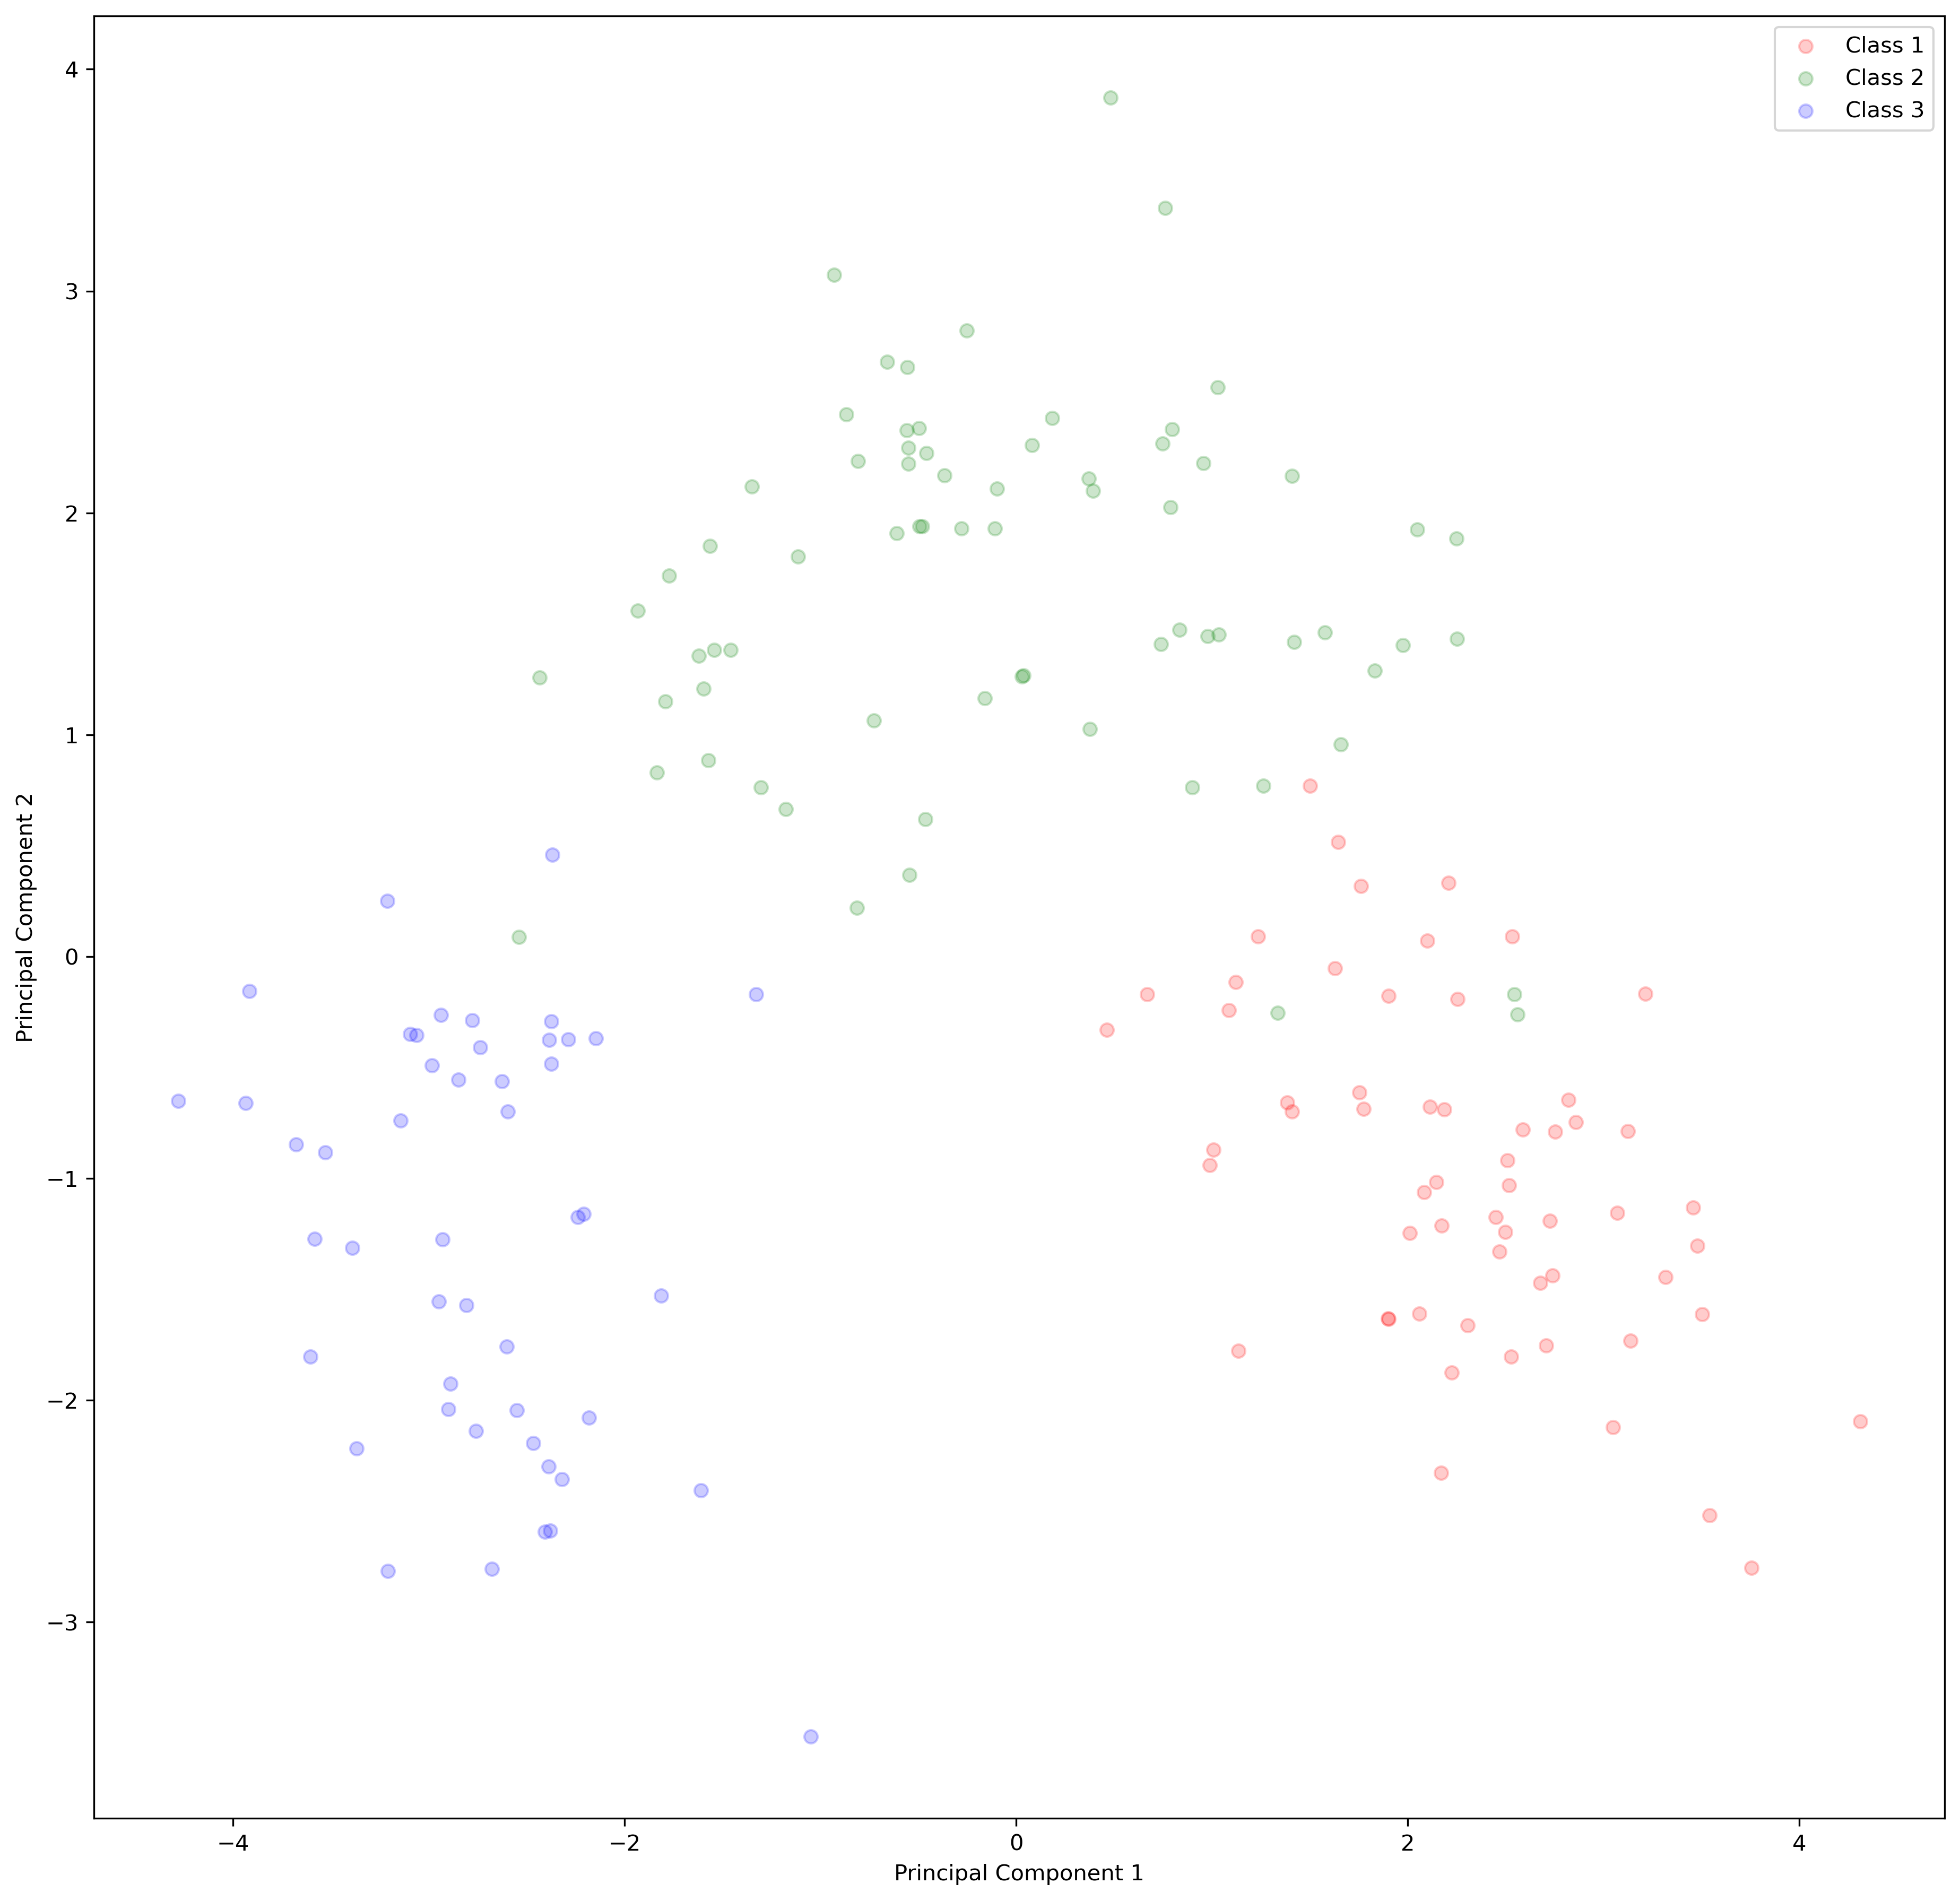 Class 1
Class 2
Class 3
4
3
2
1
0
−1
−2
−3
Principal Component 2
−4
−2
0
2
4
Principal Component 1